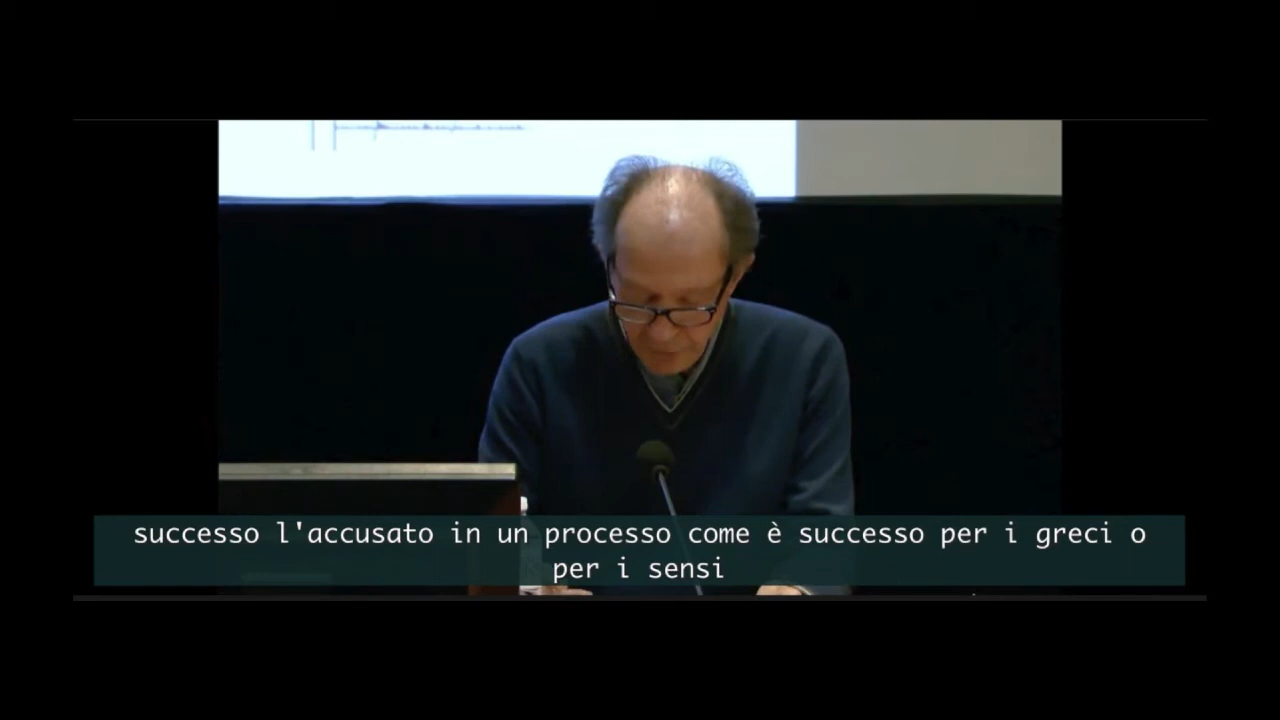 successo l'accusato in un processo come è successo per i greci o
per i sensi